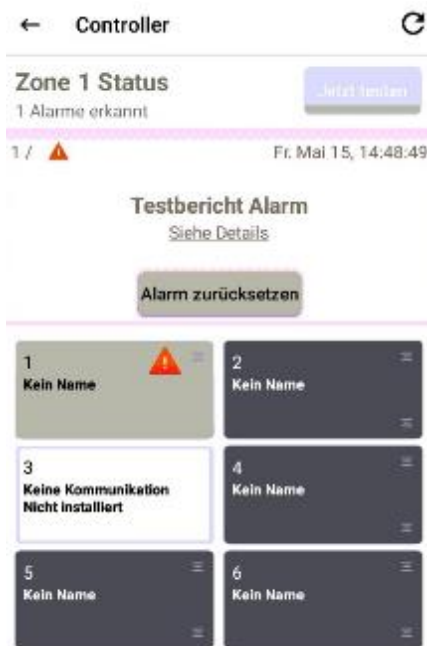 Controller
Zone 1 Status
Jetzt testen
1 Alarme erkannt
1 /
Fr. Mai 15, 14:48:49
Testbericht Alarm
Siehe Details
Alarm zurücksetzen
1
Kein Name
2
Kein Name
3
Keine Kommunikation
Nicht installiert
4
Kein Name
5
Kein Name
6
Kein Name